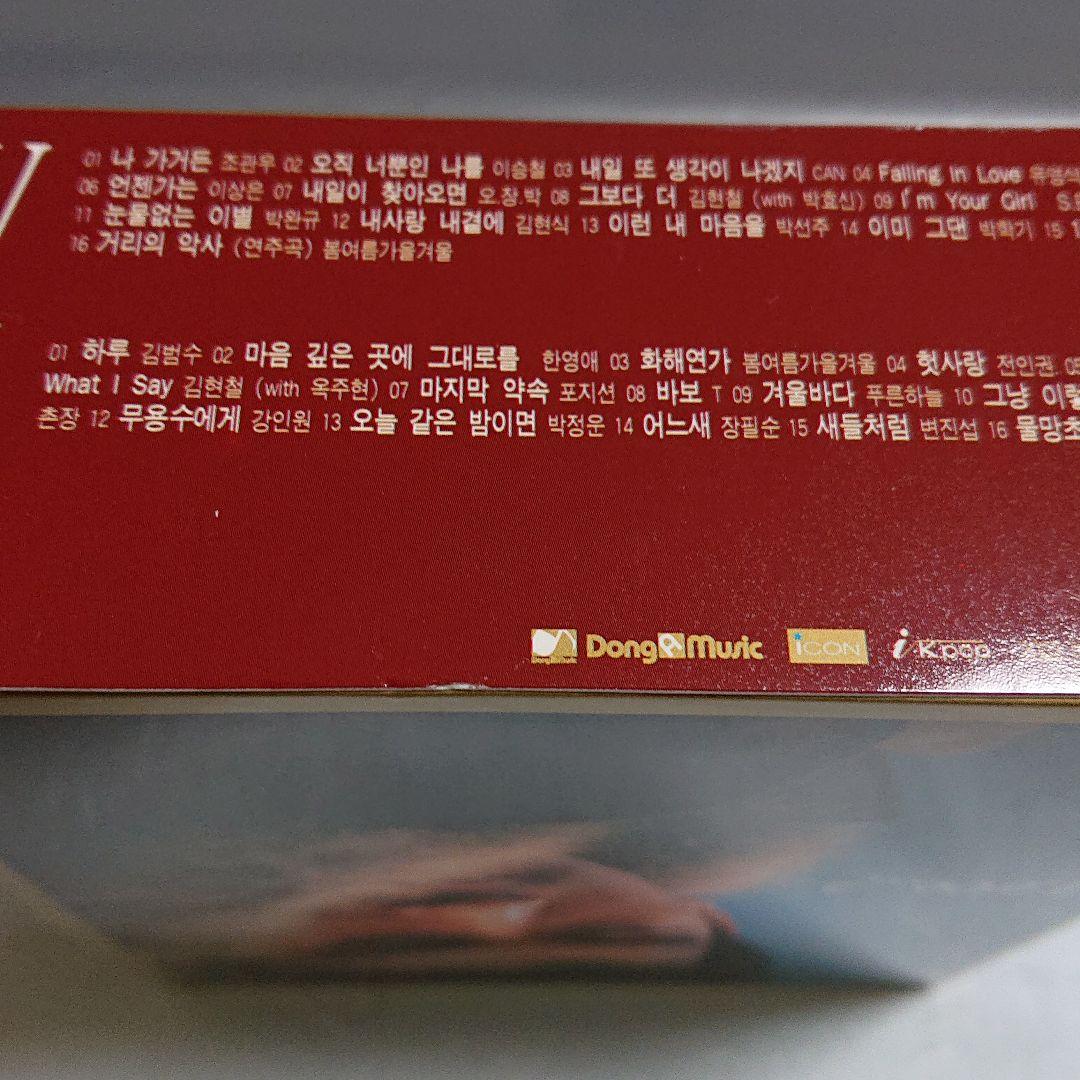 01 나 가거든 조관우 02 오직 너뿐인 나를 이승철 03 내일 또 생각이 나겠지 CAN 04 Falling in Love 유영석
06 언젠가는 이상은 07 내일이 찾아오면 오.장.박 08 그보다 더 김현철 (with 박효신) 09 I'm Your Girl S.E
11 눈물없는 이별 박완규 12 내사랑 내곁에 김현식 13 이런 내 마음을 박선주 14 이미 그댄 박학기 15
16 거리의 악사 (연주곡) 봄여름가을겨울
01 하루 김범수 02 마음 깊은 곳에 그대로를 한영애 03 화해연가 봄여름가을겨울 04 헛사랑 전인권 05
What I Say 김현철 (with 옥주현) 07 마지막 약속 포지션 08 바보 T 09 겨울바다 푸른하늘 10 그냥 이렇
촌장 12 무용수에게 강인원 13 오늘 같은 밤이면 박정운 14 어느새 장필순 15 새들처럼 변진섭 16 물망초
DongA Music iCON i Kpop